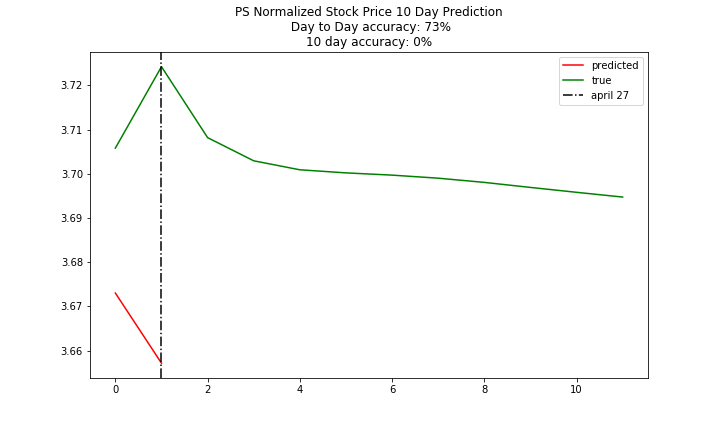 PS Normalized Stock Price 10 Day Prediction
Day to Day accuracy: 73%
10 day accuracy: 0%
predicted
true
april 27
3.72
3.71
3.70
3.69
3.68
3.67
3.66
0 2 4 6 8 10